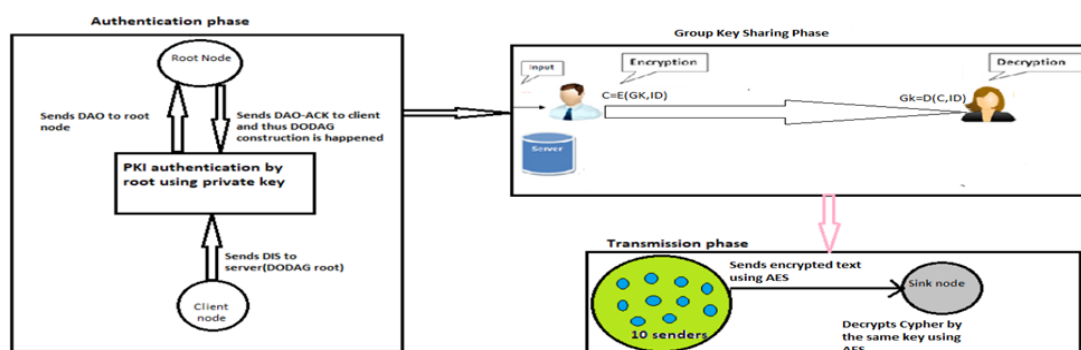 Authentication phase
Root Node
Sends DAO to root
node
Sends DAO-ACK to client
and thus DODAG
construction is happened
PKI authentication by
root using private key
Sends DIS to
server(DODAG root)
Client
node
Group Key Sharing Phase
Input
Encryption
Decryption
C=E(GK,ID)
Gk=D(C,ID)
Server
Transmission phase
Sends encrypted text
using AES
10 senders
Sink node
Decrypts Cypher by
the same key using
AES